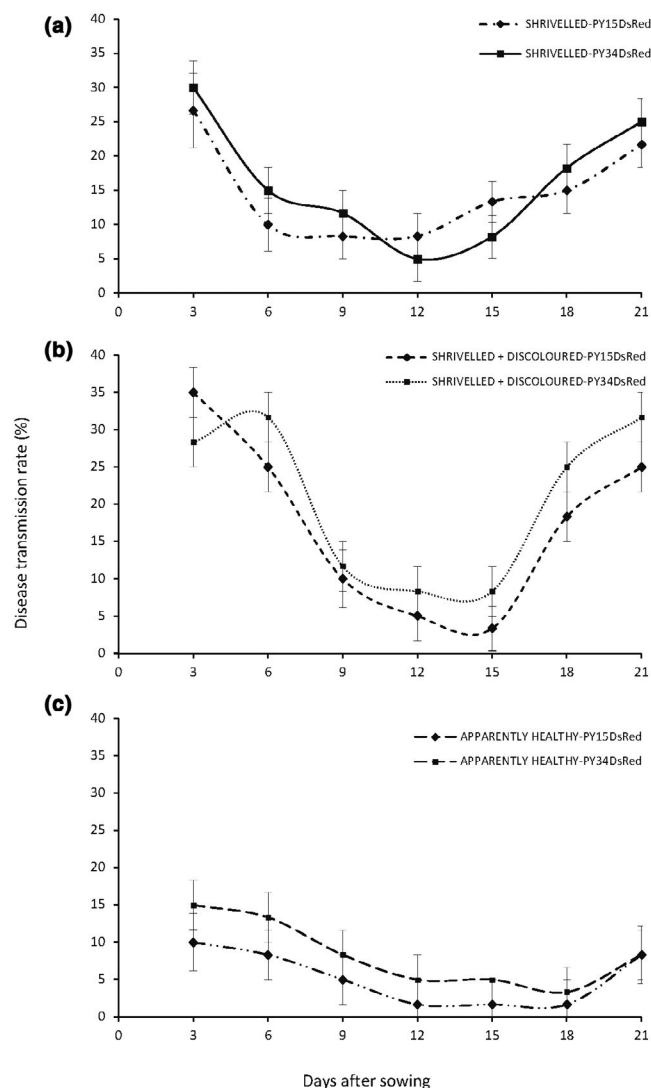 (a)
SHRIVELLED-PY15DsRed
SHRIVELLED-PY34DsRed
40
35
30
25
20
15
10
5
0
0 3 6 9 12 15 18 21
(b)
SHRIVELLED + DISCOLOURED-PY15DsRed
SHRIVELLED + DISCOLOURED-PY34DsRed
40
35
30
25
20
15
10
5
0
0 3 6 9 12 15 18 21
Disease transmission rate (%)
(c)
APPARENTLY HEALTHY-PY15DsRed
APPARENTLY HEALTHY-PY34DsRed
40
35
30
25
20
15
10
5
0
0 3 6 9 12 15 18 21
Days after sowing